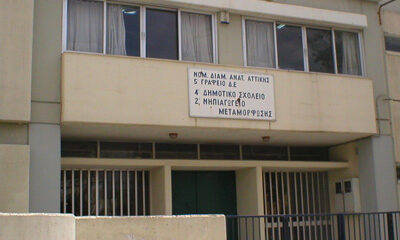 ΝΟΜ. ΔΙΑΜ. ΑΝΑΤ. ΑΤΤΙΚΗΣ
5 ΓΡΑΦΕΙΟ Δ.Ε
4 ΔΗΜΟΤΙΚΟ ΣΧΟΛΕΙΟ
2 ΝΗΠΙΑΓΩΓΕΙΟ
ΜΕΤΑΜΟΡΦΩΣΗΣ